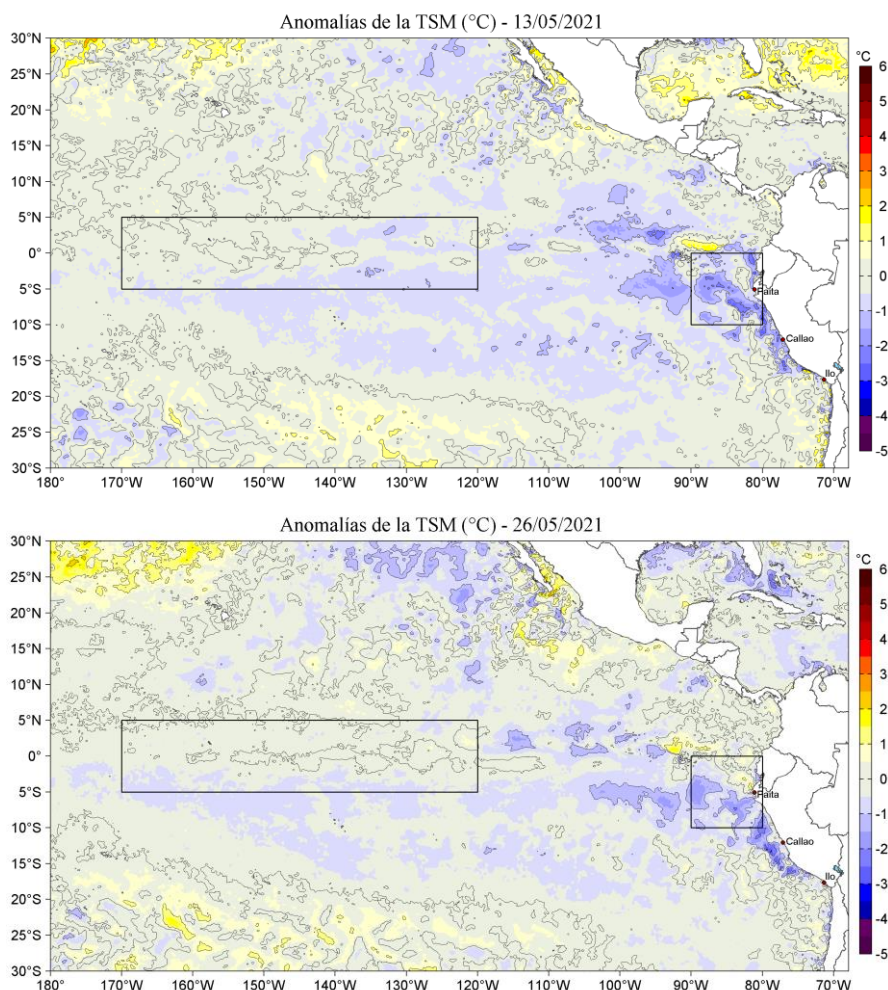 Anomalías de la TSM (°C) - 13/05/2021
30°N
25°N
20°N
15°N
10°N
5°N
0°
5°S
10°S
15°S
20°S
25°S
30°S
180 170°W 160°W 150°W 140°W 130°W 120°W 110°W 100°W 90°W 80°W 70°W
Paita
Callao
Ilo
°C
6
5
4
3
2
1
0
-1
-2
-3
-4
-5
Anomalías de la TSM (°C) - 26/05/2021
30°N
25°N
20°N
15°N
10°N
5°N
0°
5°S
10°S
15°S
20°S
25°S
30°S
180 170°W 160°W 150°W 140°W 130°W 120°W 110°W 100°W 90°W 80°W 70°W
Paita
Callao
Ilo
°C
6
5
4
3
2
1
0
-1
-2
-3
-4
-5